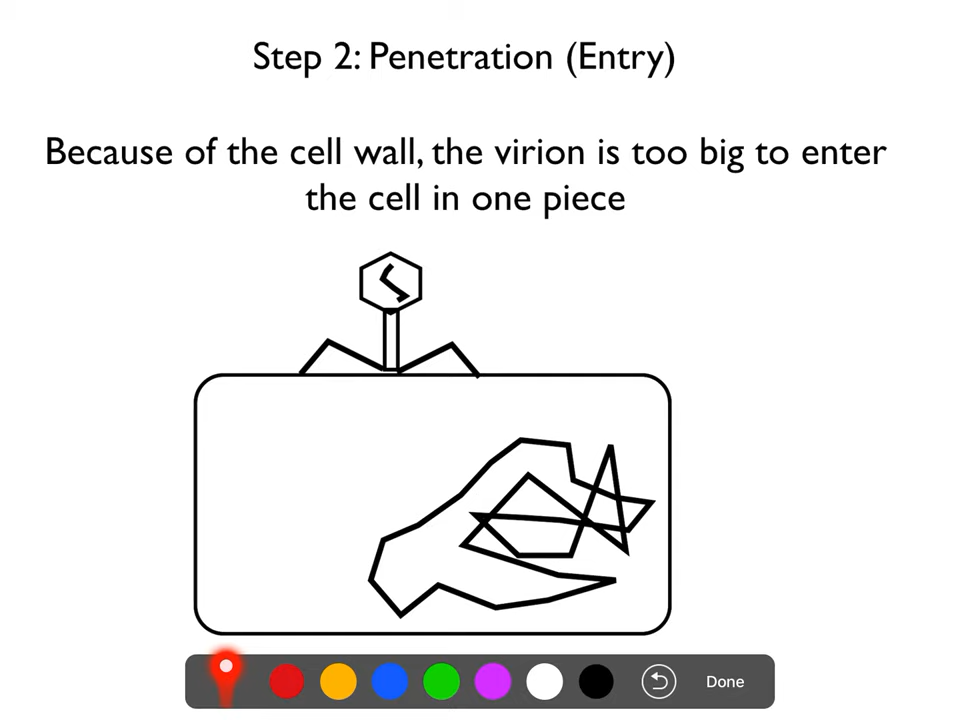 Step 2: Penetration (Entry)
Because of the cell wall, the virion is too big to enter
the cell in one piece
Done